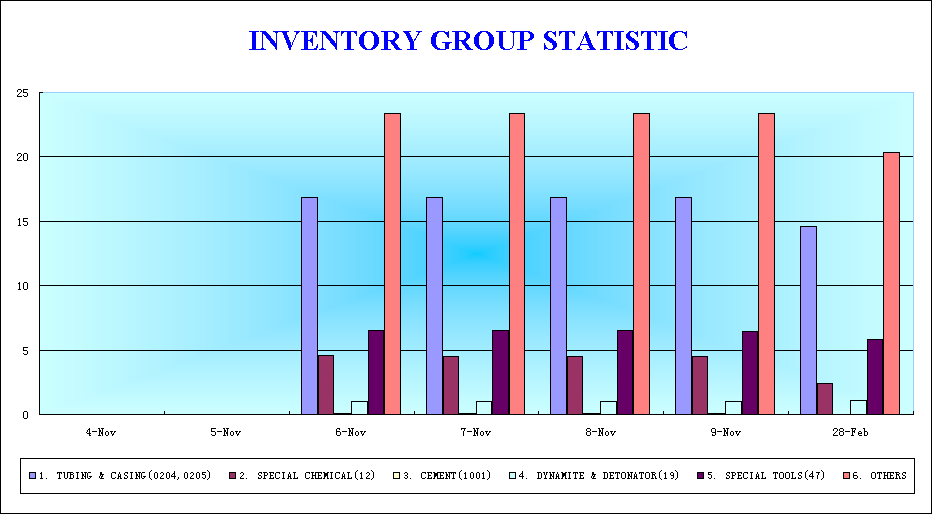 INVENTORY GROUP STATISTIC
25
20
15
10
5
0
4-Nov 5-Nov 6-Nov 7-Nov 8-Nov 9-Nov 28-Feb
1. TUBING & CASING(0204,0205) 2. SPECIAL CHEMICAL(12) 3. CEMENT(1001) 4. DYNAMITE & DETONATOR(19) 5. SPECIAL TOOLS(47) 6. OTHERS